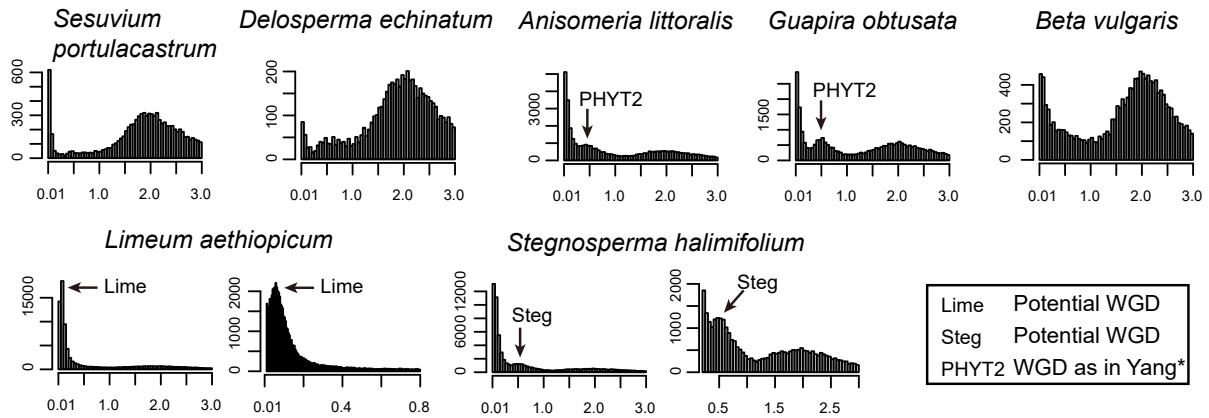 Sesuvium portulacastrum
600
300
0
0.01 1.0 2.0 3.0
Delosperma echinatum
200
100
0
0.01 1.0 2.0 3.0
Anisomeria littoralis
PHYT2
3000
0
0.01 1.0 2.0 3.0
Guapira obtusata
PHYT2
1500
0
0.01 1.0 2.0 3.0
Beta vulgaris
400
200
0
0.01 1.0 2.0 3.0
Limeum aethiopicum
Lime
15000
0
0.01 1.0 2.0 3.0
Lime
2000
1000
0
0.01 0.4 0.8
Stegnosperma halimifolium
Steg
12000
6000
0
0.01 1.0 2.0 3.0
Steg
2000
1000
0
0.5 1.5 2.5
Lime Potential WGD
Steg Potential WGD
PHYT2 WGD as in Yang*